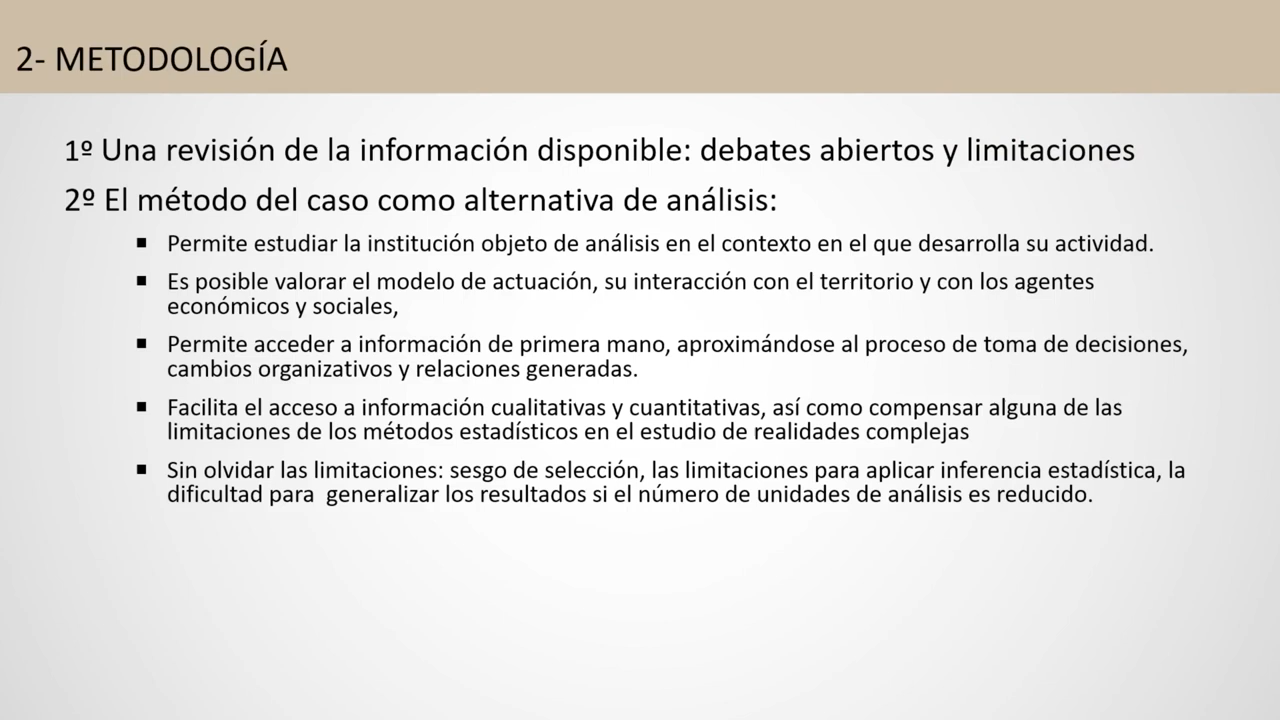 2- METODOLOGÍA
1º Una revisión de la información disponible: debates abiertos y limitaciones
2º El método del caso como alternativa de análisis:
▪ Permite estudiar la institución objeto de análisis en el contexto en el que desarrolla su actividad.
▪ Es posible valorar el modelo de actuación, su interacción con el territorio y con los agentes
económicos y sociales,
▪ Permite acceder a información de primera mano, aproximándose al proceso de toma de decisiones,
cambios organizativos y relaciones generadas.
▪ Facilita el acceso a información cualitativas y cuantitativas, así como compensar alguna de las
limitaciones de los métodos estadísticos en el estudio de realidades complejas
▪ Sin olvidar las limitaciones: sesgo de selección, las limitaciones para aplicar inferencia estadística, la
dificultad para  generalizar los resultados si el número de unidades de análisis es reducido.